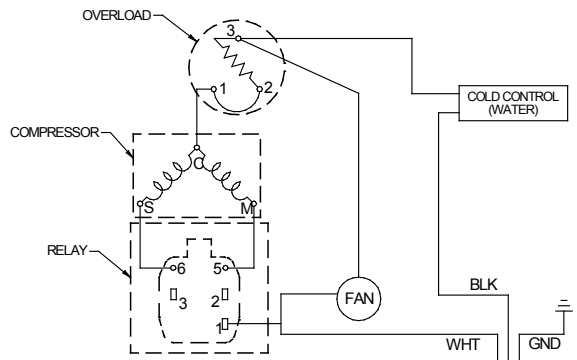 OVERLOAD
3
1
2
COLD CONTROL
(WATER)
COMPRESSOR
C
S
M
RELAY
6
5
3
2
1
FAN
BLK
WHT
GND